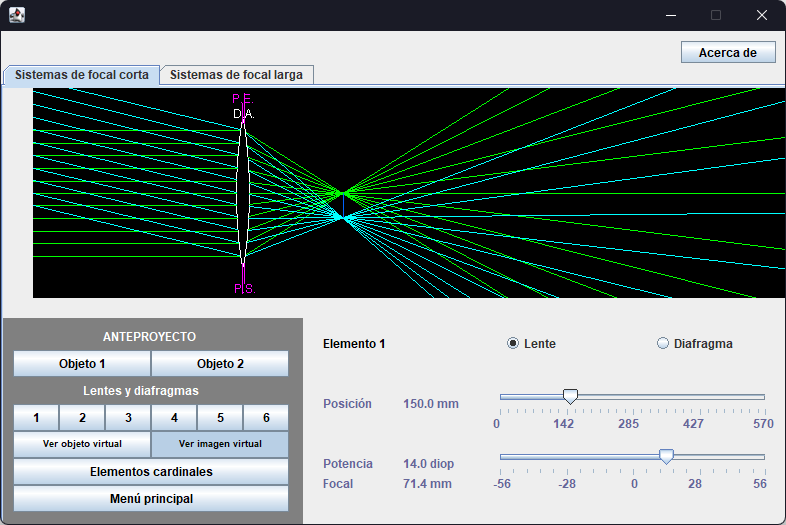 Acerca de
Sistemas de focal corta Sistemas de focal larga
P.E.
D.A.
P.S.
ANTEPROYECTO
Objeto 1 Objeto 2
Lentes y diafragmas
1 2 3 4 5 6
Ver objeto virtual Ver imagen virtual
Elementos cardinales
Menú principal
Elemento 1 Lente Diafragma
Posición 150.0 mm
0 142 285 427 570
Potencia 14.0 diop
Focal 71.4 mm -56 -28 0 28 56